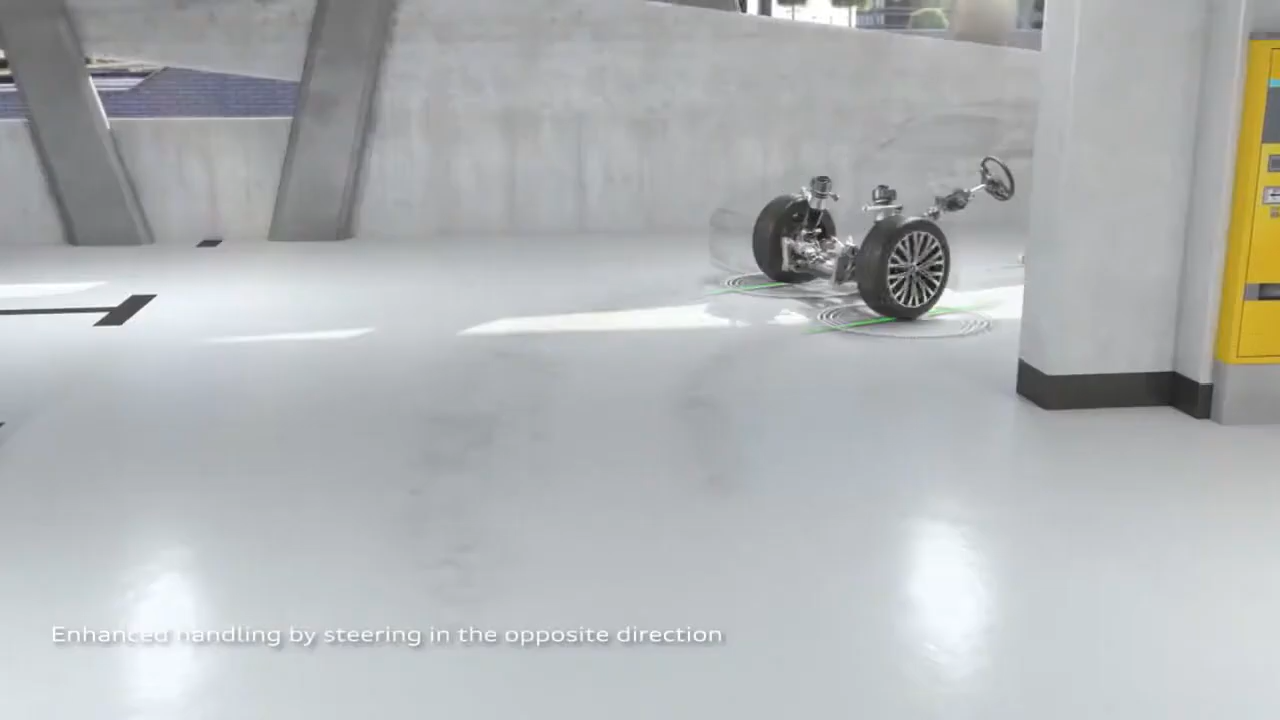 Enhanced handling by steering in the opposite direction